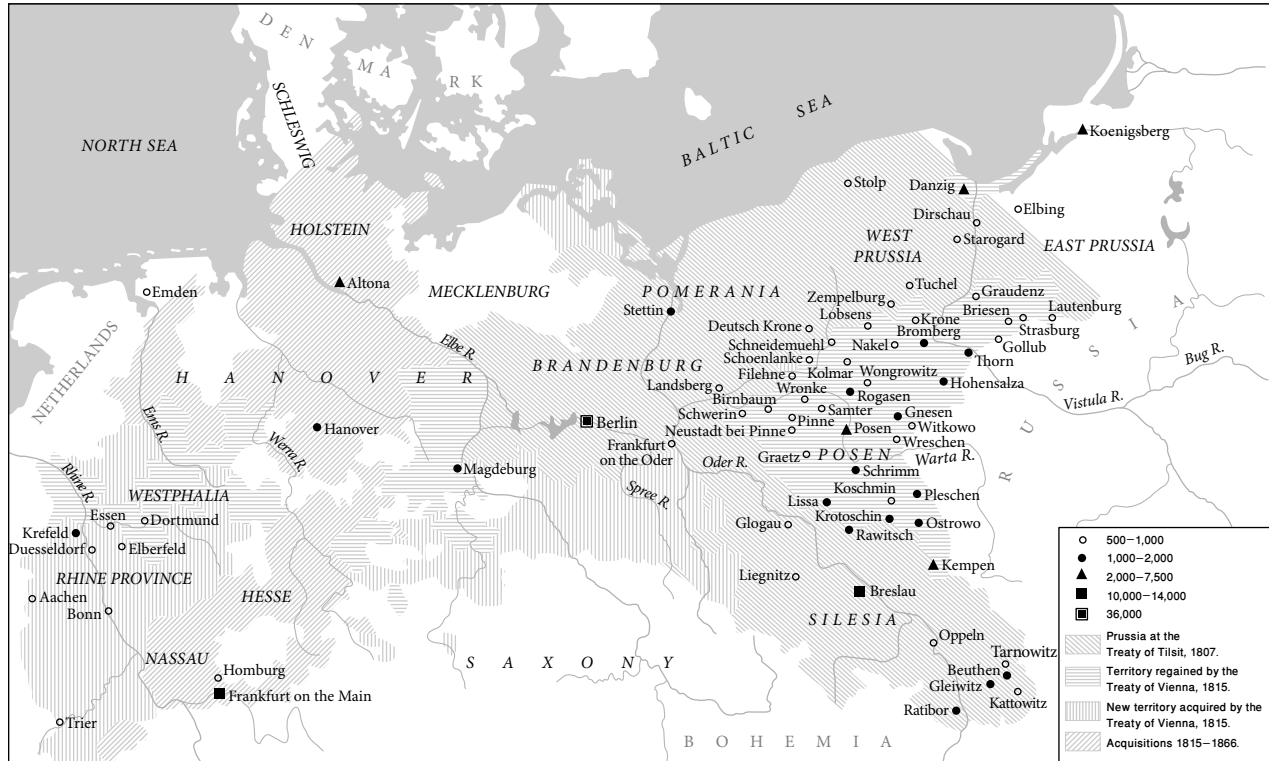 DENMARK
SCHLESWIG
NORTH SEA
BALTIC SEA
Koenigsberg
Stolp
Danzig
Elbing
Dirschau
Starogard
HOLSTEIN
WEST
PRUSSIA
EAST PRUSSIA
Emden
Altona
MECKLENBURG
POMERANIA
Stettin
Tuchel
Zempelburg
Graudenz
Lobsens
Krone
Briesen
Lautenburg
Strasburg
Deutsch Krone
Bromberg
Schneidemuehl
Nakel
Gollub
Thorn
Schoenlanke
Kolmar
Filehne
Wongrowitz
Hohensalza
NETHERLANDS
HANOVER
Elbe R.
BRANDENBURG
Landsberg
Wronke
Birnbaum
Rogasen
Schwerin
Samter
Gnesen
Pinne
Witkowo
Neustadt bei Pinne
Posen
Wreschen
RUSSIA
Bug R.
Vistula R.
Ems R.
Hanover
Werra R.
Berlin
Frankfurt
on the Oder
Graetz
POSEN
Warta R.
Oder R.
Schrimm
Magdeburg
Spree R.
Rhine R.
WESTPHALIA
Koschmin
Pleschen
Lissa
Essen
Dortmund
Krotoschin
Ostrowo
Krefeld
Glogau
Rawitsch
Duesseldorf
Elberfeld
RHINE PROVINCE
Kempen
Liegnitz
Aachen
HESSE
Breslau
Bonn
SILESIA
Oppeln
NASSAU
SAXONY
Tarnowitz
Homburg
Beuthen
Frankfurt on the Main
Gleiwitz
Kattowitz
Trier
Ratibor
BOHEMIA
500–1,000
1,000–2,000
2,000–7,500
10,000–14,000
36,000
Prussia at the
Treaty of Tilsit, 1807.
Territory regained by the
Treaty of Vienna, 1815.
New territory acquired by the
Treaty of Vienna, 1815.
Acquisitions 1815–1866.